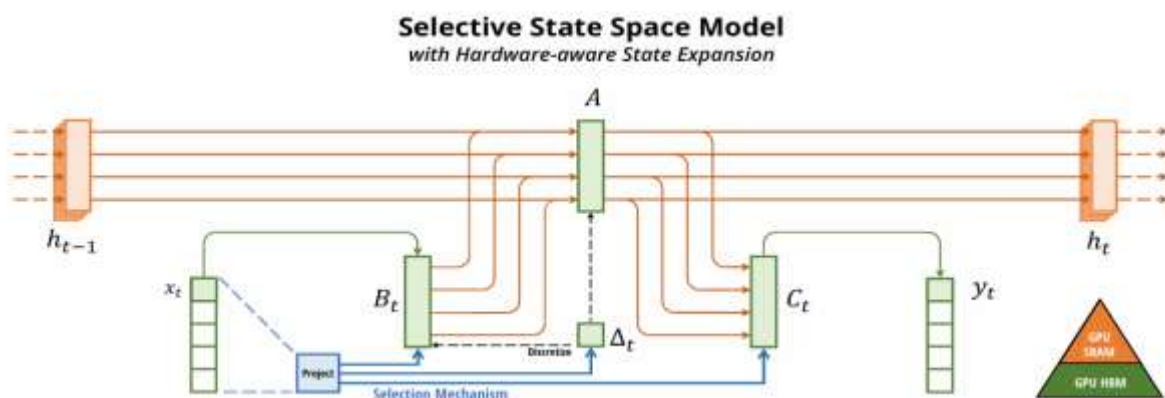 Selective State Space Model
with Hardware-aware State Expansion
A
h_{t-1}
h_t
x_t
B_t
C_t
y_t
Δ_t
Discretize
Project
Selection Mechanism
GPU
SRAM
GPU HBM